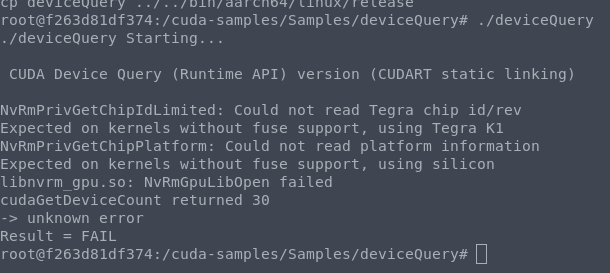 cp deviceQuery ../../bin/aarch64/linux/release
root@f263d81df374:/cuda-samples/Samples/deviceQuery# ./deviceQuery
./deviceQuery Starting...
CUDA Device Query (Runtime API) version (CUDART static linking)
NvRmPrivGetChipIdLimited: Could not read Tegra chip id/rev
Expected on kernels without fuse support, using Tegra K1
NvRmPrivGetChipPlatform: Could not read platform information
Expected on kernels without fuse support, using silicon
libnvrm_gpu.so: NvRmGpuLibOpen failed
cudaGetDeviceCount returned 30
-> unknown error
Result = FAIL
root@f263d81df374:/cuda-samples/Samples/deviceQuery#